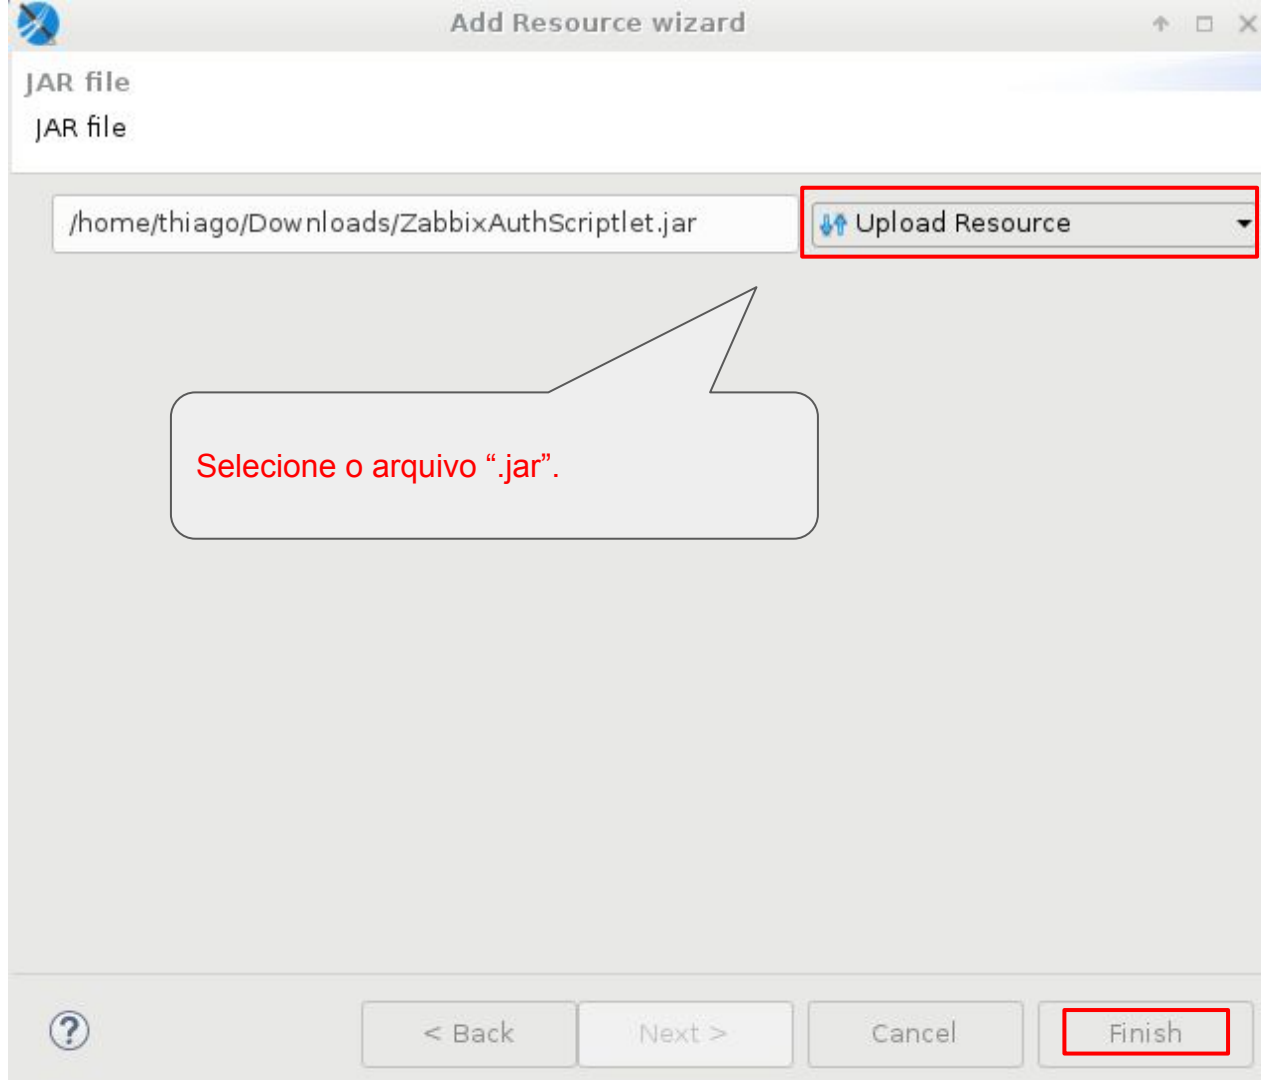 Add Resource wizard
JAR file
JAR file
/home/thiago/Downloads/ZabbixAuthScriptlet.jar
Upload Resource
Selecione o arquivo “.jar”.
?
< Back
Next >
Cancel
Finish